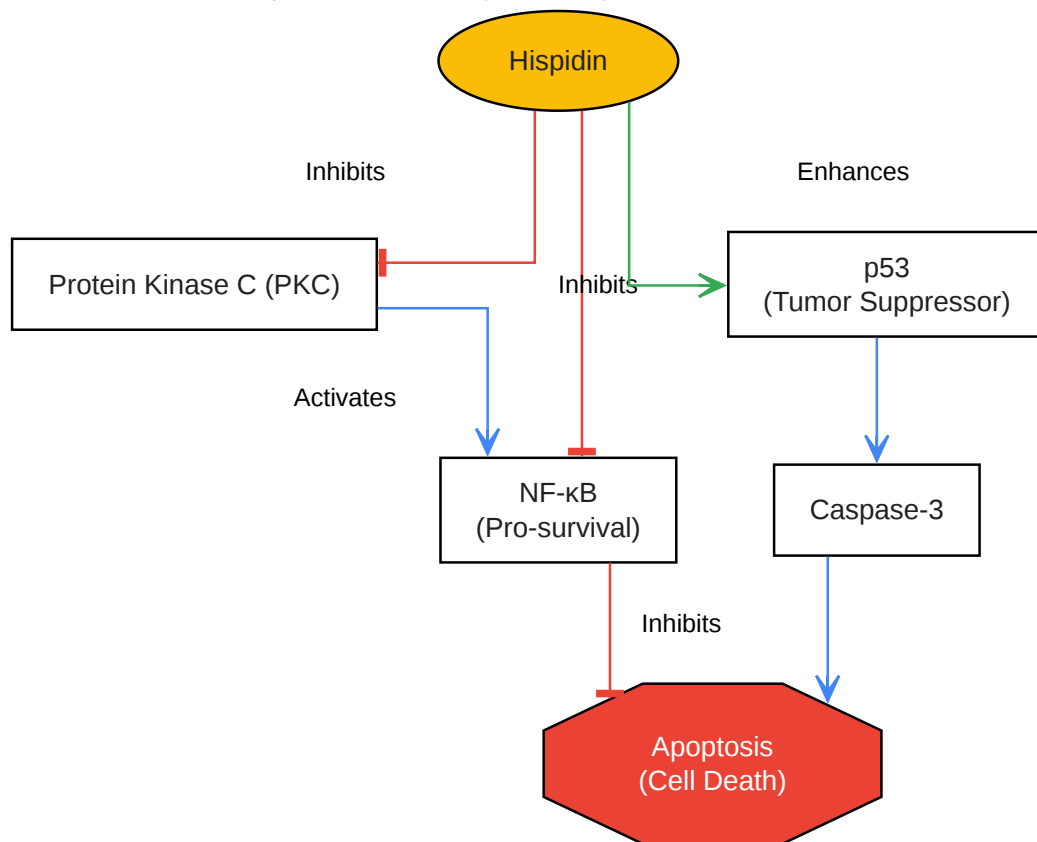 Hispidin
Inhibits
Enhances
Protein Kinase C (PKC)
Inhibits
p53
(Tumor Suppressor)
Activates
NF-κB
(Pro-survival)
Caspase-3
Inhibits
Apoptosis
(Cell Death)